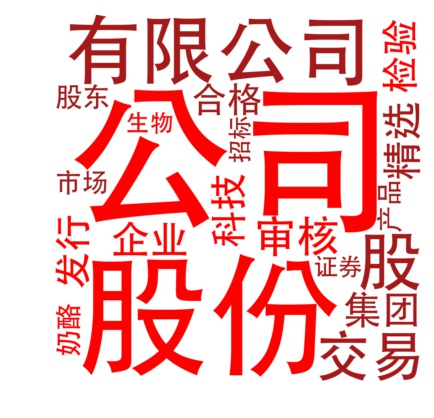 有限公司
检验
股东
合格
公司
生物
招标
精选
市场
科技
产品
发行
企业
审核
股份
证券
股
奶酪
集团
交易